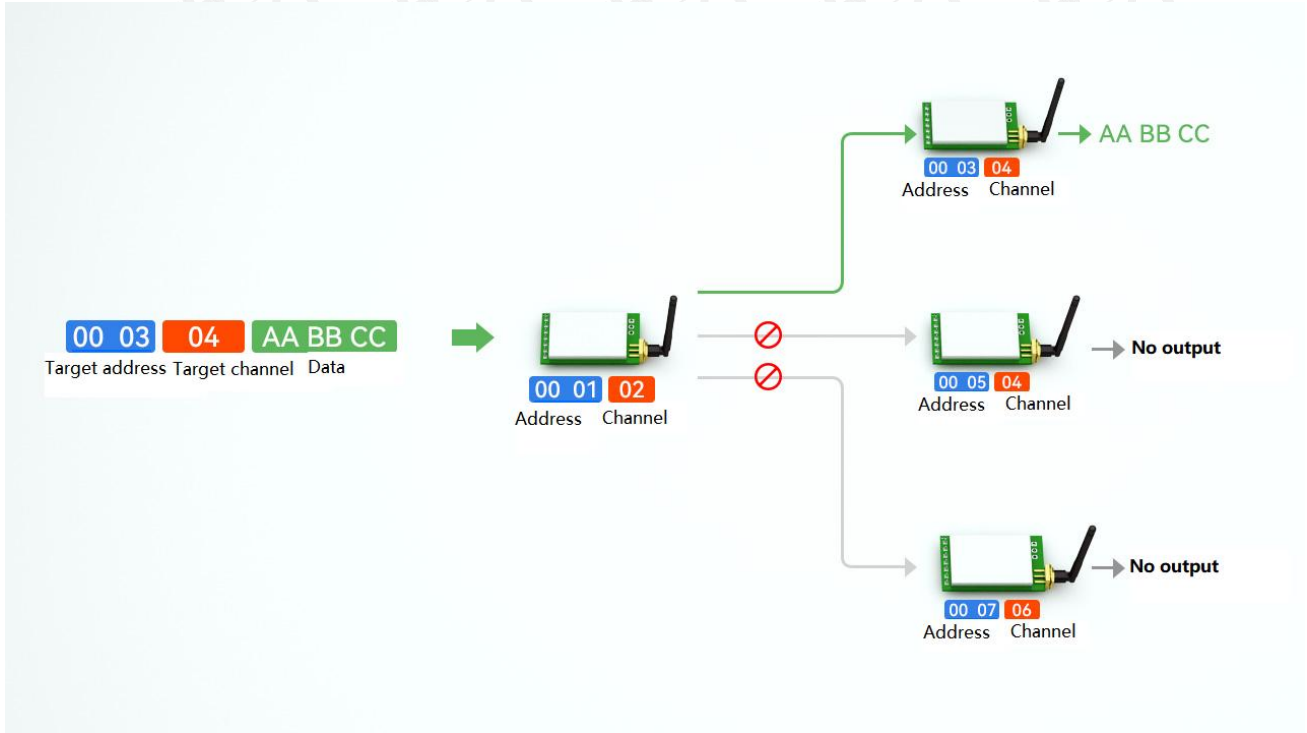 00 03 04 AA BB CC
Target address Target channel Data
00 01 02
Address Channel
AA BB CC
00 03 04
Address Channel
No output
00 05 04
Address Channel
No output
00 07 06
Address Channel